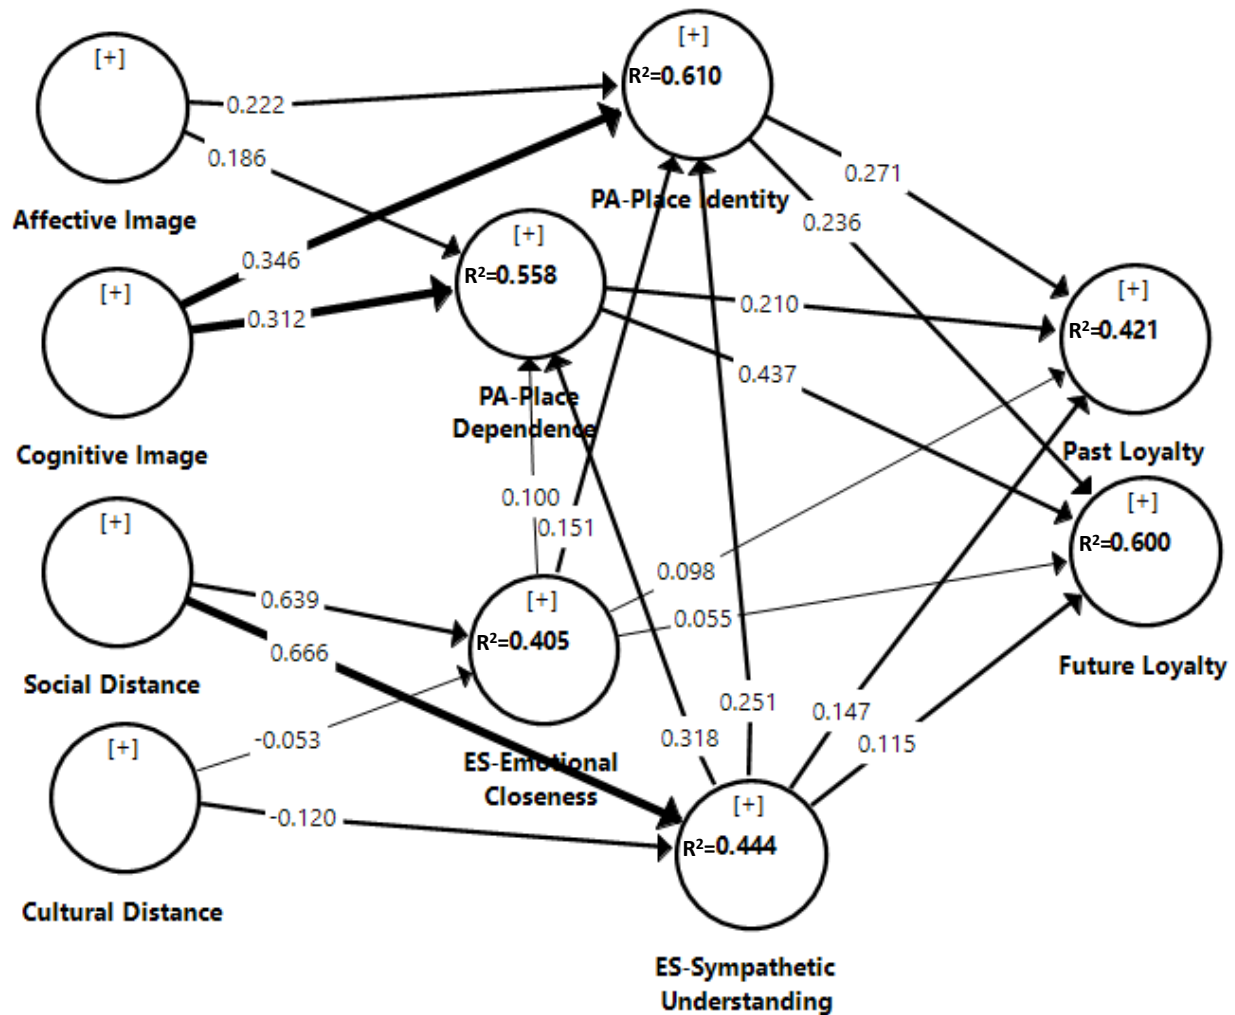 [+]
R²=0.610
PA-Place Identity
[+]
Affective Image
0.222
0.186
[+]
R²=0.558
PA-Place
Dependence
[+]
Cognitive Image
0.346
0.312
0.271
0.236
0.210
0.437
[+]
R²=0.421
Past Loyalty
[+]
R²=0.600
Future Loyalty
0.100
0.151
0.098
0.055
[+]
Social Distance
0.639
0.666
[+]
R²=0.405
ES-Emotional
Closeness
[+]
Cultural Distance
-0.053
-0.120
0.318
0.251
0.147
0.115
[+]
R²=0.444
ES-Sympathetic
Understanding